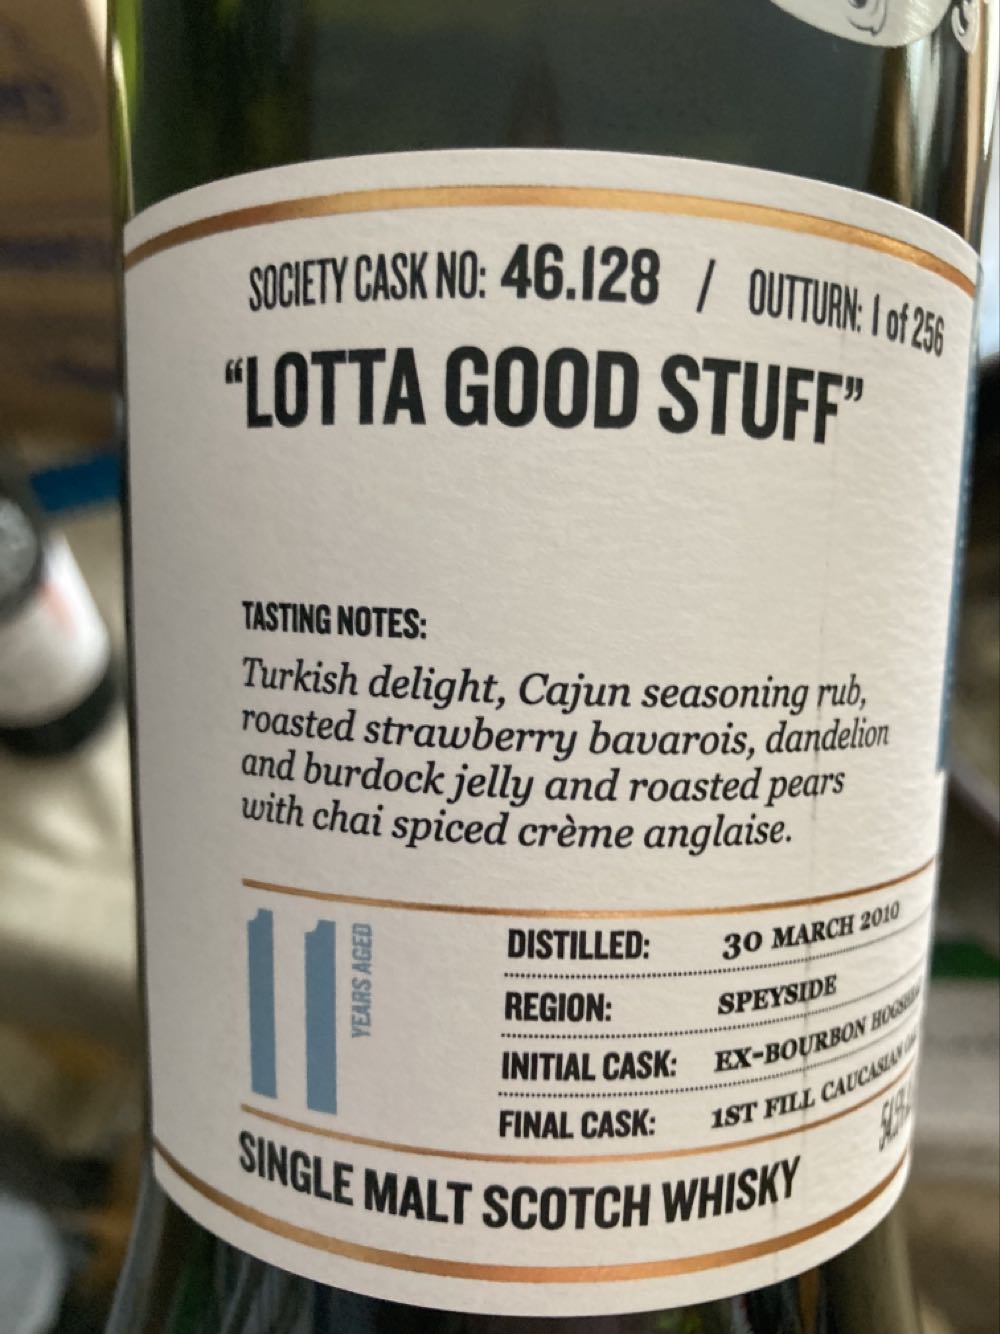 SOCIETY CASK NO: 46.128 / OUTTURN: 1 of 256
“LOTTA GOOD STUFF”
TASTING NOTES:
Turkish delight, Cajun seasoning rub,
roasted strawberry bavarois, dandelion
and burdock jelly and roasted pears
with chai spiced crème anglaise.
11 YEARS AGED
DISTILLED: 30 MARCH 2010
REGION: SPEYSIDE
INITIAL CASK: EX-BOURBON
FINAL CASK: 1ST FILL CAUCASIAN
SINGLE MALT SCOTCH WHISKY